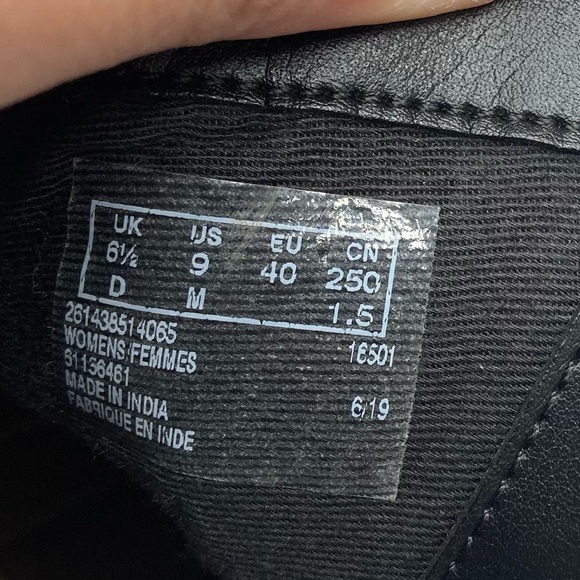 UK US EU CN
6½ 9 40 250
D M 1.5
261438514065
WOMENS/FEMMES 16501
61136461
MADE IN INDIA 6/19
FABRIQUE EN INDE